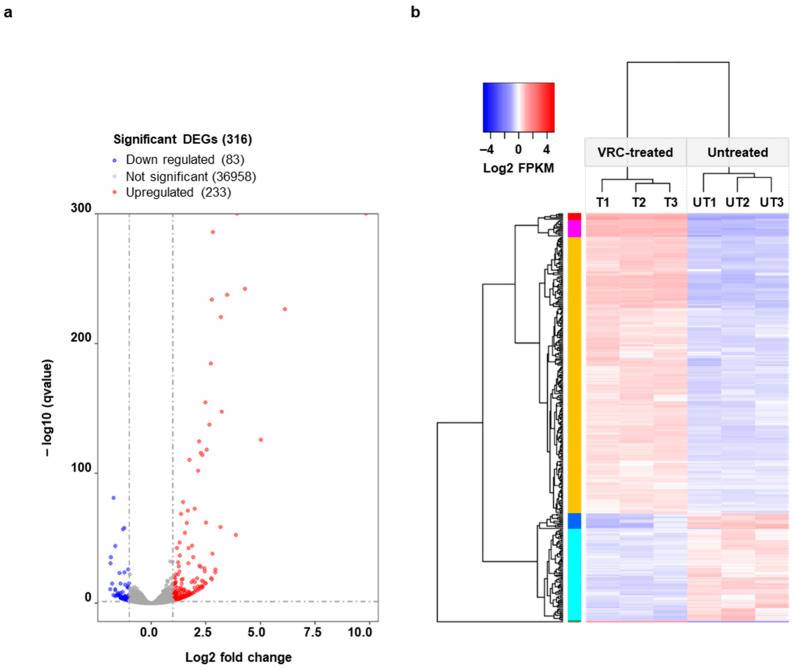 a
b
Significant DEGs (316)
Down regulated (83)
Not significant (36958)
Upregulated (233)
300
200
100
0
– log10 (qvalue)
0.0 2.5 5.0 7.5 10.0
Log2 fold change
–4 0 4
Log2 FPKM
VRC-treated Untreated
T1 T2 T3 UT1 UT2 UT3